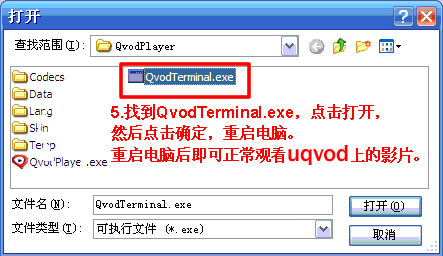 打开
查找范围(I):
QvodPlayer
Codecs
Data
Lang
Skin
Temp
QvodPlayer.exe
QvodTerminal.exe
5.找到QvodTerminal.exe，点击打开，
然后点击确定，重启电脑。
重启电脑后即可正常观看uqvod上的影片。
文件名(N):
QvodTerminal.exe
打开(O)
文件类型(T):
可执行文件 (*.exe)
取消